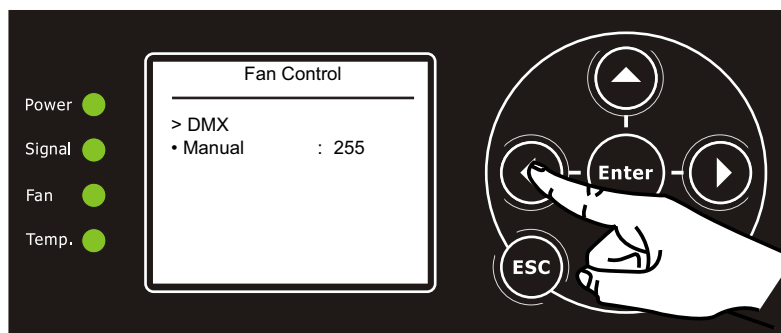 Power
Signal
Fan
Temp.
Fan Control
> DMX
• Manual : 255
Enter
ESC